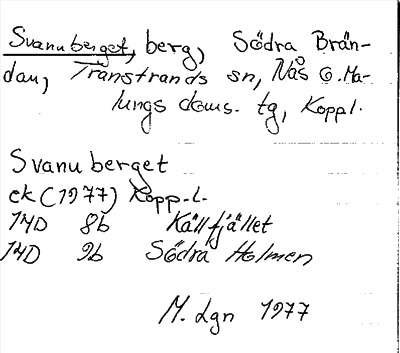 Svanuberget, berg, Södra Brän-
dan, Transtrands sn, Nås o. Ma-
lungs doms. tg, Koppl.
Svanuberget
ek (1977) Kopp.l.
14D 8b Källfjället
14D 9b Södra Holmen
M. Lgn 1977